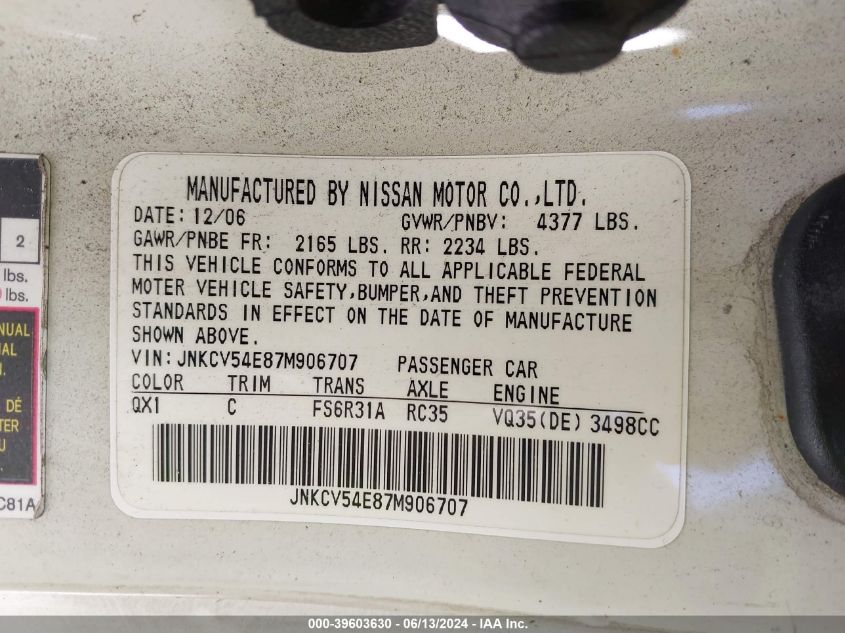 MANUFACTURED BY NISSAN MOTOR CO.,LTD.
DATE: 12/06 GVWR/PNBV: 4377 LBS.
GAWR/PNBE FR: 2165 LBS. RR: 2234 LBS.
THIS VEHICLE CONFORMS TO ALL APPLICABLE FEDERAL
MOTER VEHICLE SAFETY,BUMPER,AND THEFT PREVENTION
STANDARDS IN EFFECT ON THE DATE OF MANUFACTURE
SHOWN ABOVE.
VIN: JNKCV54E87M906707 PASSENGER CAR
COLOR TRIM TRANS AXLE ENGINE
QX1 C FS6R31A RC35 VQ35(DE) 3498CC
JNKCV54E87M906707
2
lbs.
lbs.
DÉ
C81A
000-39603630 - 06/13/2024 - IAA Inc.